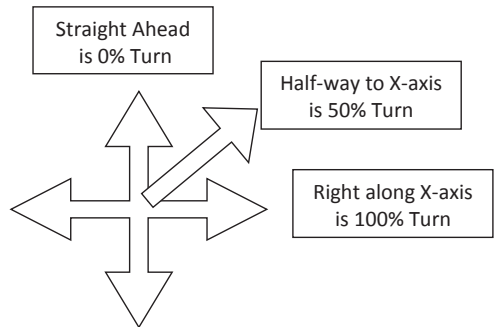 Straight Ahead
is 0% Turn
Half-way to X-axis
is 50% Turn
Right along X-axis
is 100% Turn